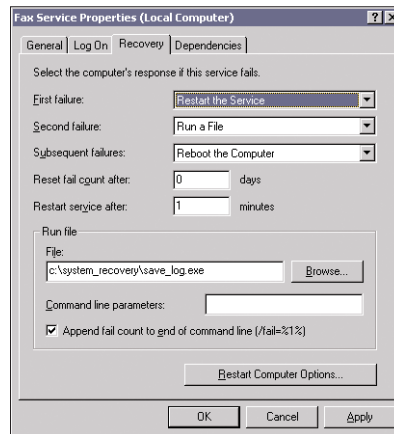 Fax Service Properties (Local Computer)
General Log On Recovery Dependencies
Select the computer's response if this service fails.
First failure: Restart the Service
Second failure: Run a File
Subsequent failures: Reboot the Computer
Reset fail count after: 0 days
Restart service after: 1 minutes
Run file
File:
c:\system_recovery\save_log.exe Browse...
Command line parameters:
Append fail count to end of command line (/fail=%1%)
Restart Computer Options...
OK Cancel Apply